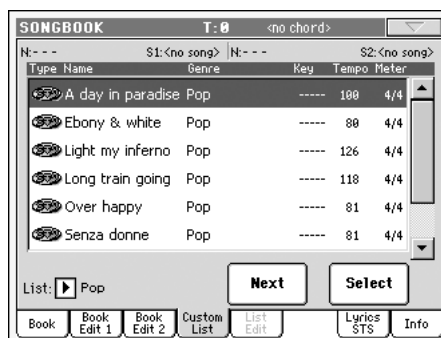 SONGBOOK T:0 <no chord>
N:--- S1:<no song> N:--- S2:<no song>
Type Name Genre Key Tempo Meter
A day in paradise Pop ----- 100 4/4
Ebony & white Pop ----- 80 4/4
Light my inferno Pop ----- 126 4/4
Long train going Pop ----- 118 4/4
Over happy Pop ----- 81 4/4
Senza donne Pop ----- 81 4/4
List: Pop Next Select
Book Book Edit 1 Book Edit 2 Custom List List Edit Lyrics STS Info